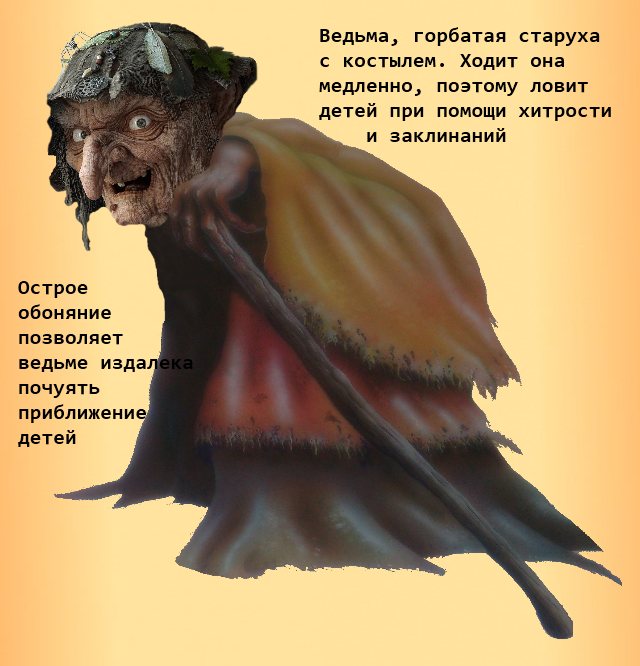 Ведьма, горбатая старуха
с костылем. Ходит она
медленно, поэтому ловит
детей при помощи хитрости
и заклинаний
Острое
обоняние
позволяет
ведьме издалека
почуять
приближение
детей